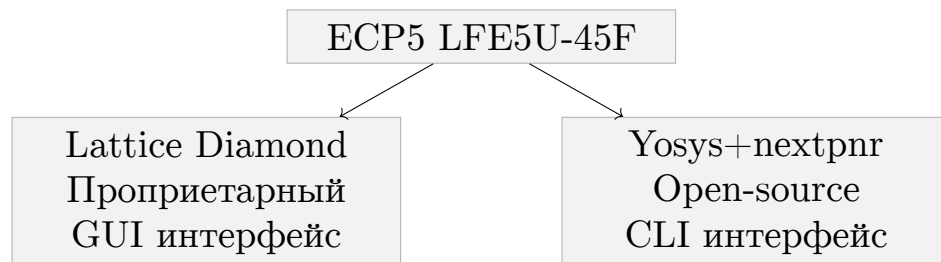 ECP5 LFE5U-45F
Lattice Diamond
Проприетарный
GUI интерфейс
Yosys+nextpnr
Open-source
CLI интерфейс